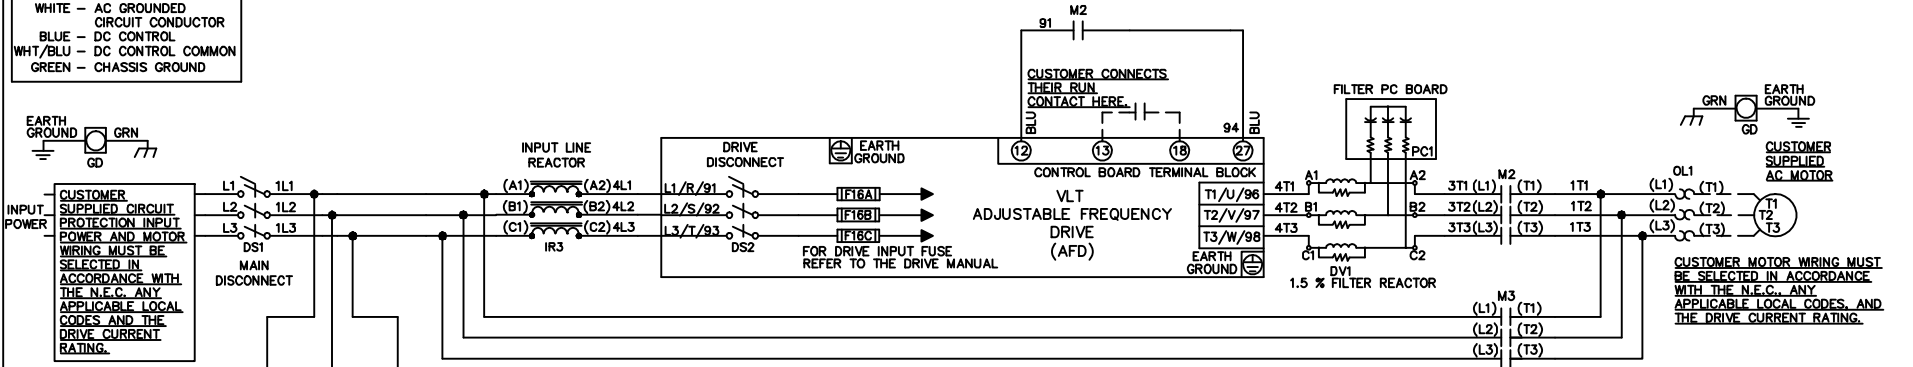 WHITE – AC GROUNDED
CIRCUIT CONDUCTOR
BLUE – DC CONTROL
WHT/BLU – DC CONTROL COMMON
GREEN – CHASSIS GROUND
EARTH
GROUND
GRN
GD
INPUT
POWER
CUSTOMER
SUPPLIED CIRCUIT
PROTECTION INPUT
POWER AND MOTOR
WIRING MUST BE
SELECTED IN
ACCORDANCE WITH
THE N.E.C. ANY
APPLICABLE LOCAL
CODES AND THE
DRIVE CURRENT
RATING.
L1 1L1
L2 1L2
L3 1L3
DS1
MAIN
DISCONNECT
INPUT LINE
REACTOR
(A1) (A2) 4L1
(B1) (B2) 4L2
(C1) (C2) 4L3
IR3
L1/R/91
L2/S/92
L3/T/93
DRIVE
DISCONNECT
DS2
EARTH
GROUND
F16A
F16B
F16C
FOR DRIVE INPUT FUSE
REFER TO THE DRIVE MANUAL
M2
91
CUSTOMER CONNECTS
THEIR RUN
CONTACT HERE.
BLU
94 BLU
12 13 18 27
CONTROL BOARD TERMINAL BLOCK
VLT
ADJUSTABLE FREQUENCY
DRIVE
(AFD)
T1/U/96
T2/V/97
T3/W/98
EARTH
GROUND
4T1
4T2
4T3
FILTER PC BOARD
PC1
A1 A2
B1 B2
C1 C2
DV1
1.5 % FILTER REACTOR
M2
3T1 (L1) (T1) 1T1
3T2 (L2) (T2) 1T2
3T3 (L3) (T3) 1T3
M3
(L1) (T1)
(L2) (T2)
(L3) (T3)
GRN
EARTH
GROUND
GD
CUSTOMER
SUPPLIED
AC MOTOR
OL1
(L1) (T1)
(L2) (T2)
(L3) (T3)
T1
T2
T3
CUSTOMER MOTOR WIRING MUST
BE SELECTED IN ACCORDANCE
WITH THE N.E.C., ANY
APPLICABLE LOCAL CODES, AND
THE DRIVE CURRENT RATING.